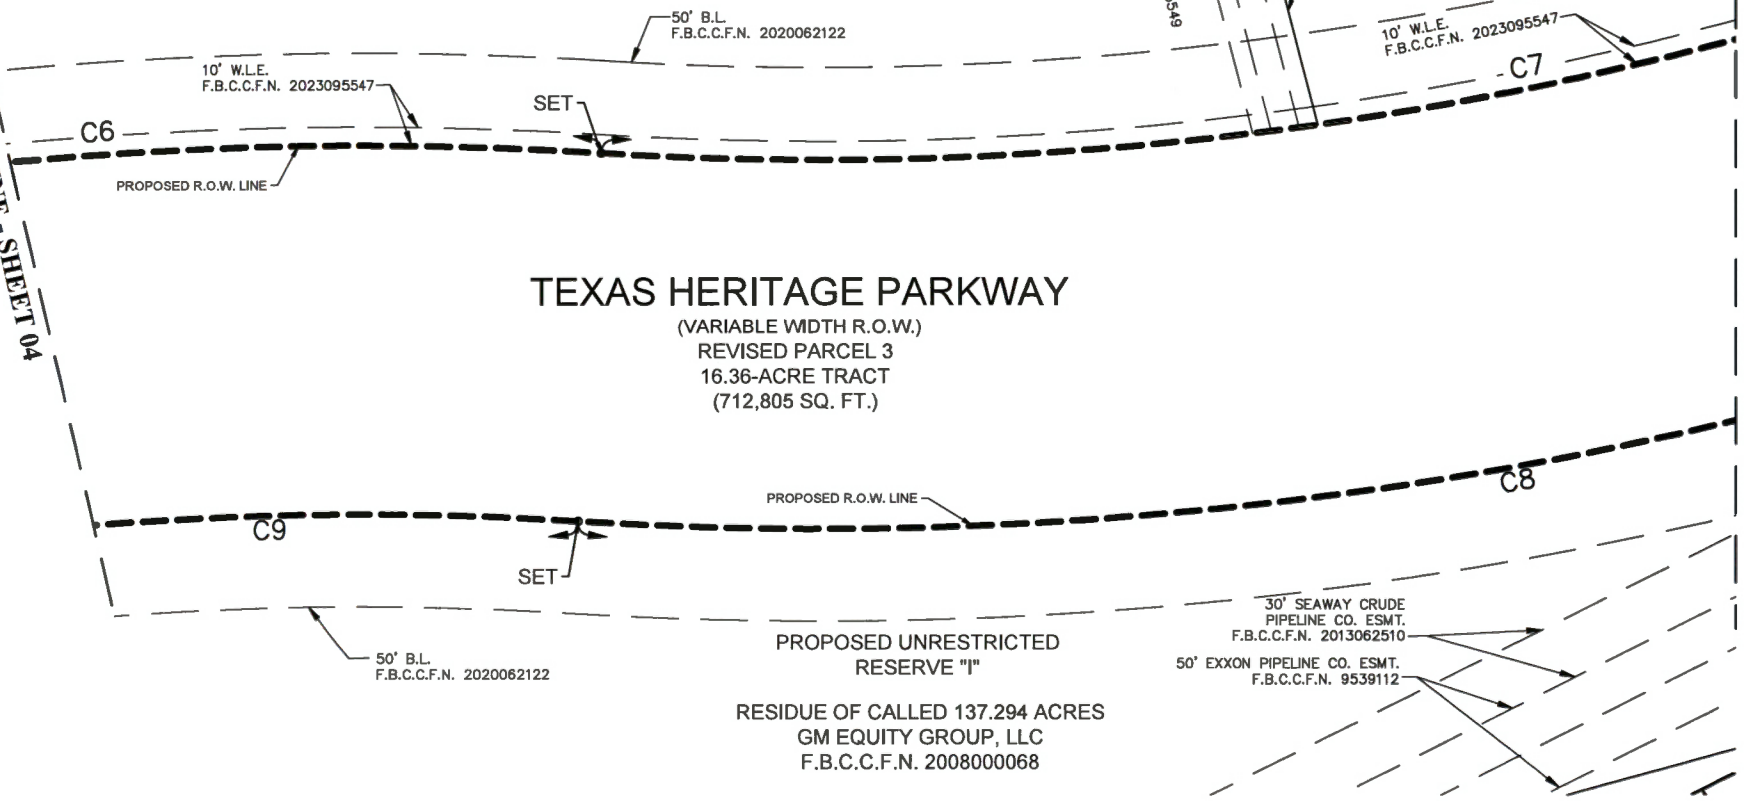 50' B.L.
F.B.C.C.F.N. 2020062122
10' W.L.E.
F.B.C.C.F.N. 2023095547
10' W.L.E.
F.B.C.C.F.N. 2023095547
C7
SET
C6
PROPOSED R.O.W. LINE
SHEET 04
TEXAS HERITAGE PARKWAY
(VARIABLE WIDTH R.O.W.)
REVISED PARCEL 3
16.36-ACRE TRACT
(712,805 SQ. FT.)
PROPOSED R.O.W. LINE
C8
C9
SET
30' SEAWAY CRUDE
PIPELINE CO. ESMT.
F.B.C.C.F.N. 2013062510
50' EXXON PIPELINE CO. ESMT.
F.B.C.C.F.N. 9539112
50' B.L.
F.B.C.C.F.N. 2020062122
PROPOSED UNRESTRICTED
RESERVE "I"
RESIDUE OF CALLED 137.294 ACRES
GM EQUITY GROUP, LLC
F.B.C.C.F.N. 2008000068